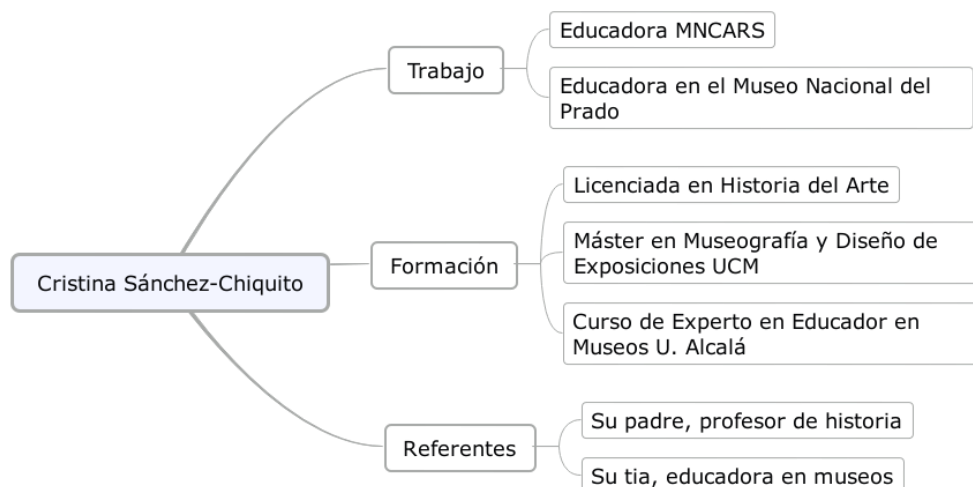 Educadora MNCARS
Trabajo
Educadora en el Museo Nacional del
Prado
Licenciada en Historia del Arte
Máster en Museografía y Diseño de
Exposiciones UCM
Formación
Cristina Sánchez-Chiquito
Curso de Experto en Educador en
Museos U. Alcalá
Su padre, profesor de historia
Referentes
Su tia, educadora en museos